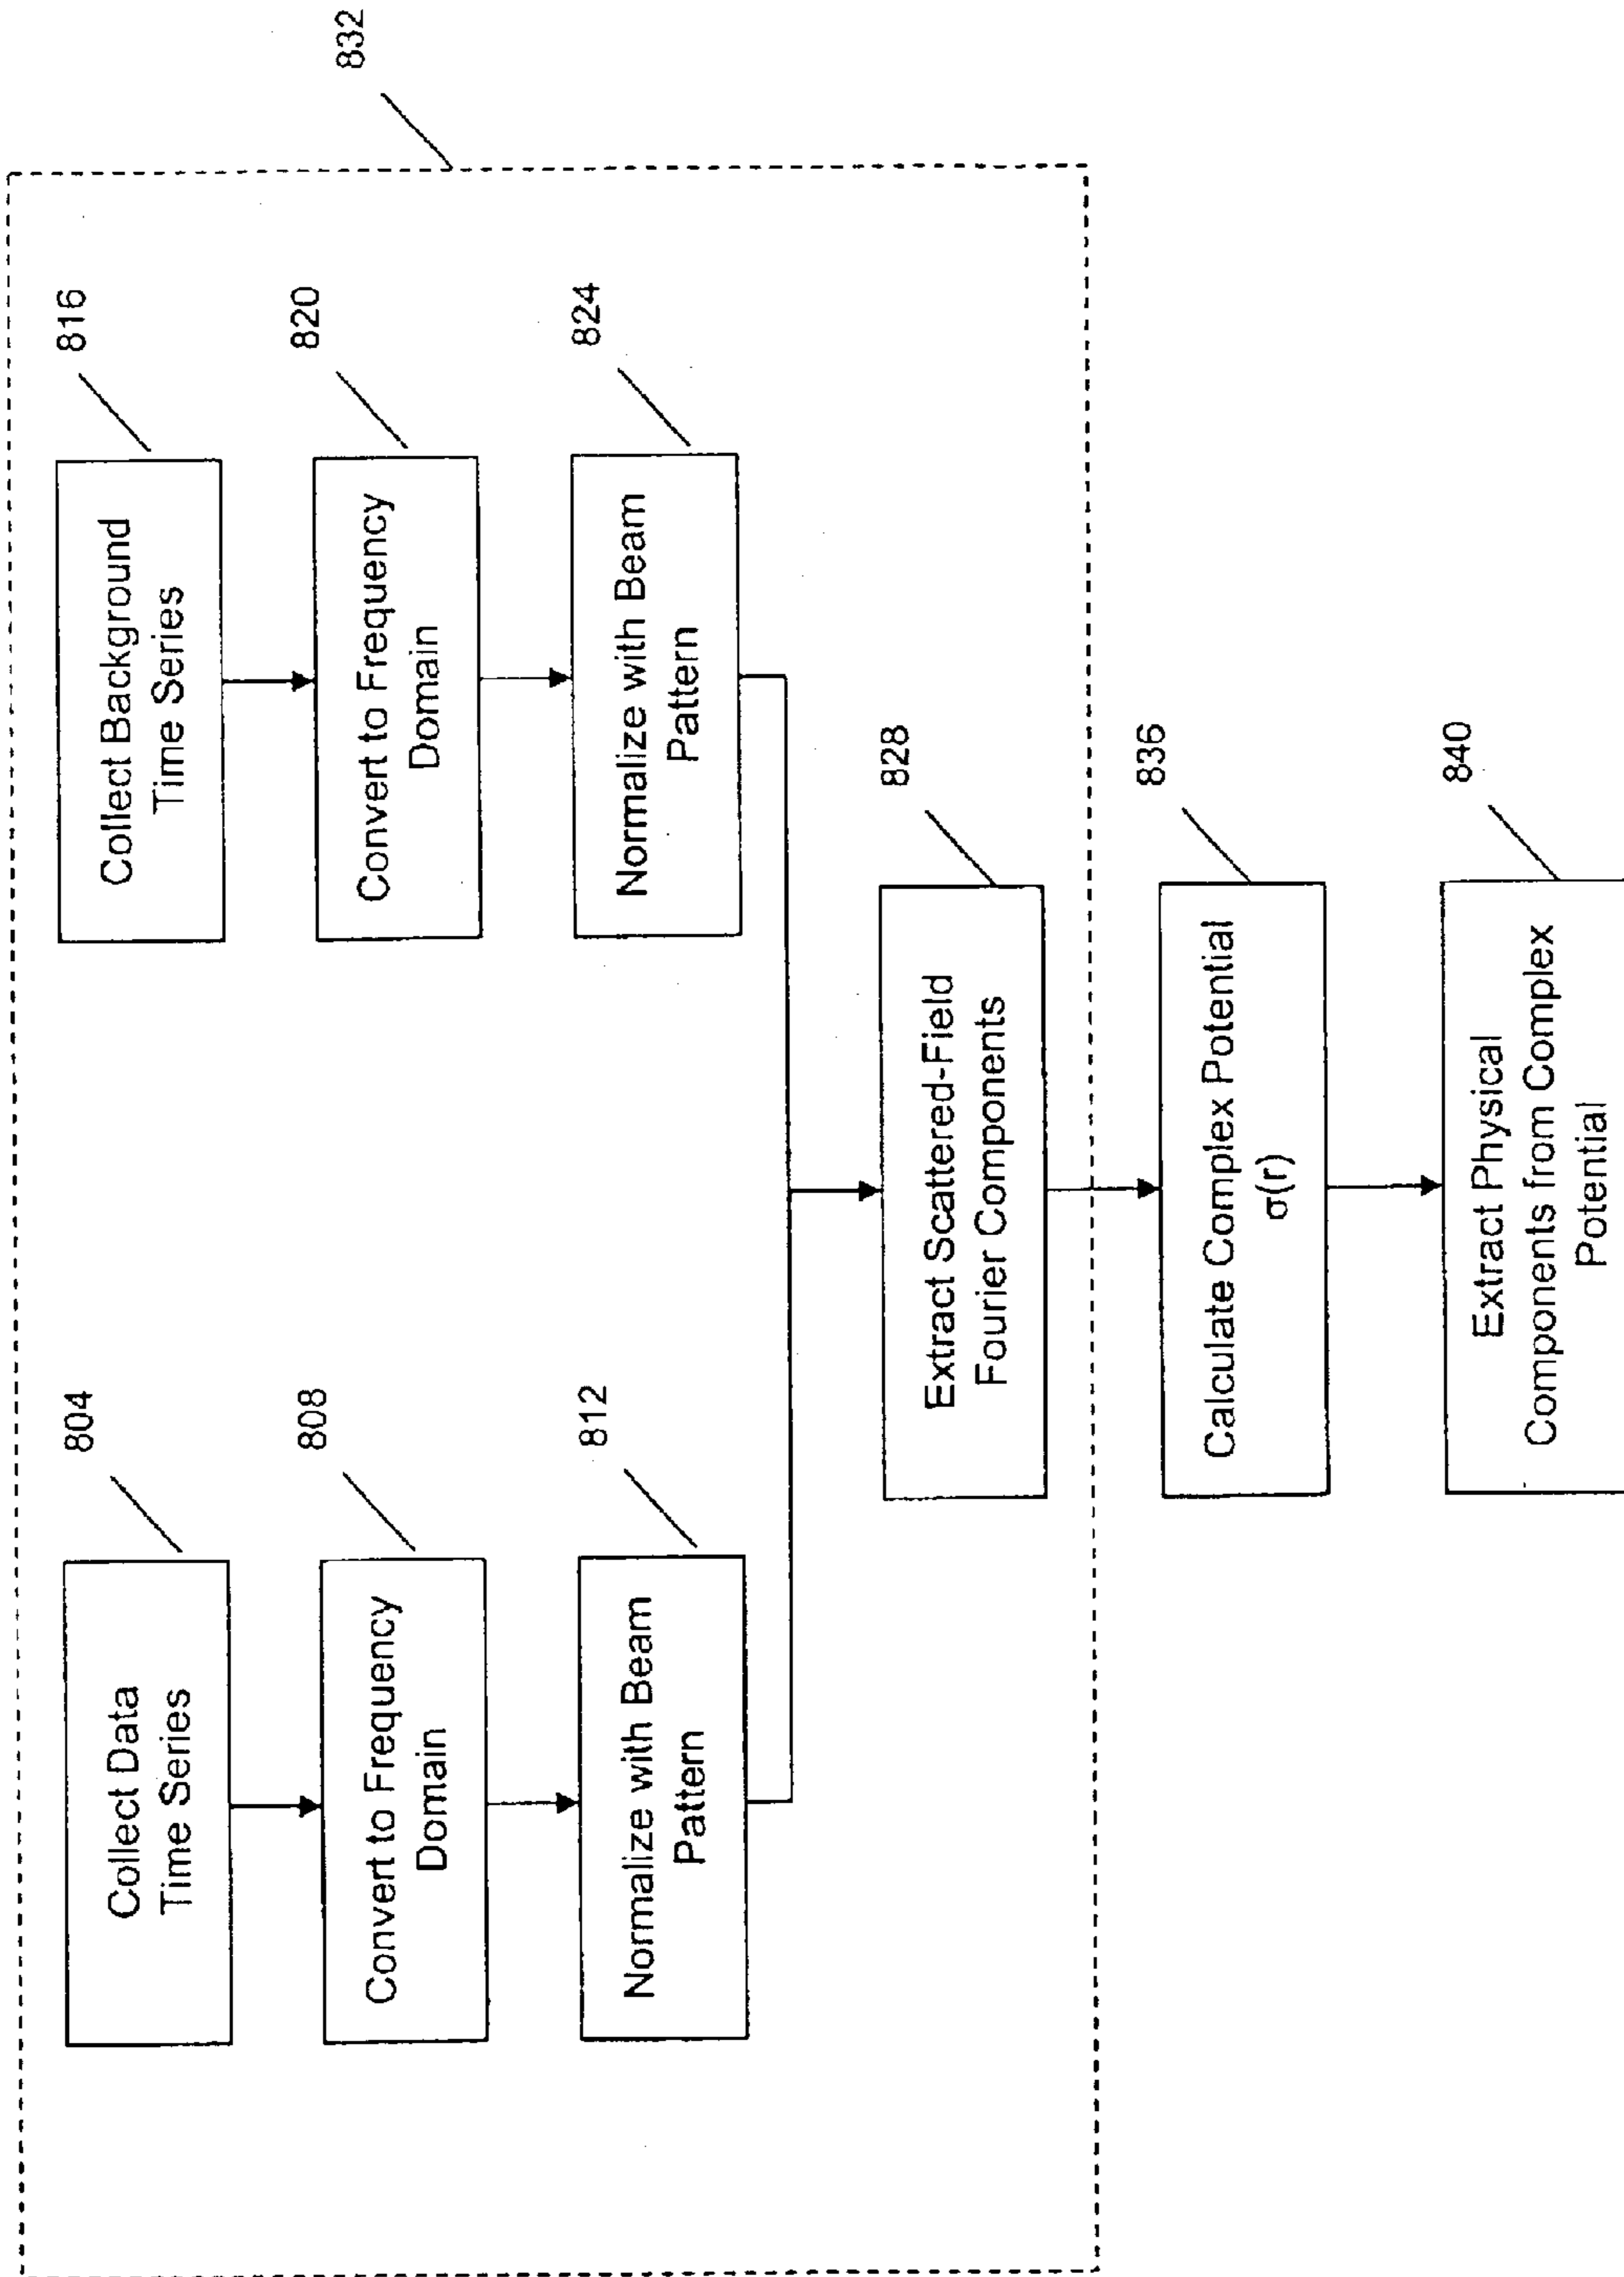 832
804
Collect Data
Time Series
808
Convert to Frequency
Domain
812
Normalize with Beam
Pattern
816
Collect Background
Time Series
820
Convert to Frequency
Domain
824
Normalize with Beam
Pattern
828
Extract Scattered-Field
Fourier Components
836
Calculate Complex Potential
σ(r)
840
Extract Physical
Components from Complex
Potential